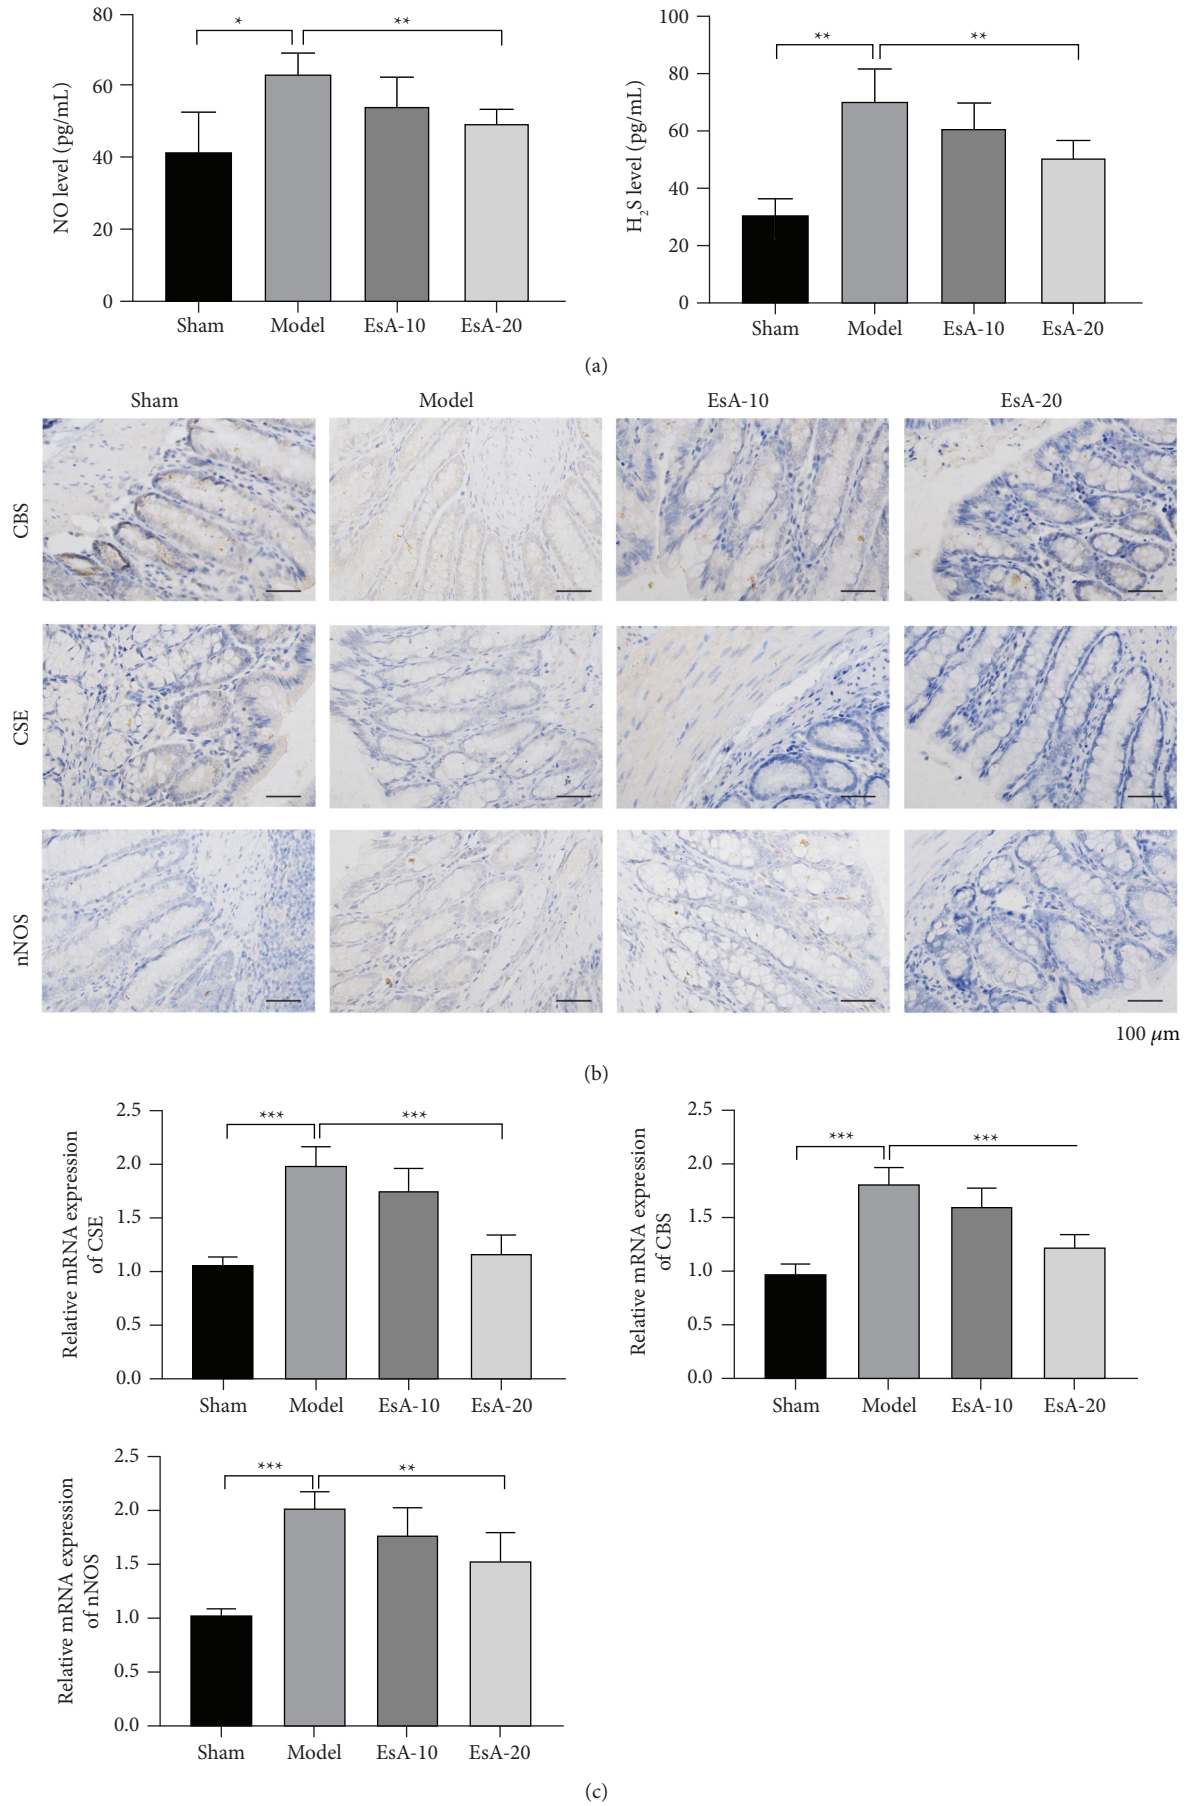 80
60
40
20
0
NO level (pg/mL)
*
**
Sham
Model
EsA-10
EsA-20
100
80
60
40
20
0
H2S level (pg/mL)
**
**
Sham
Model
EsA-10
EsA-20
(a)
Sham
Model
EsA-10
EsA-20
CBS
CSE
nNOS
100 μm
(b)
2.5
2.0
1.5
1.0
0.5
0.0
Relative mRNA expression
of CSE
***
***
Sham
Model
EsA-10
EsA-20
2.5
2.0
1.5
1.0
0.5
0.0
Relative mRNA expression
of CBS
***
***
Sham
Model
EsA-10
EsA-20
2.5
2.0
1.5
1.0
0.5
0.0
Relative mRNA expression
of nNOS
***
**
Sham
Model
EsA-10
EsA-20
(c)